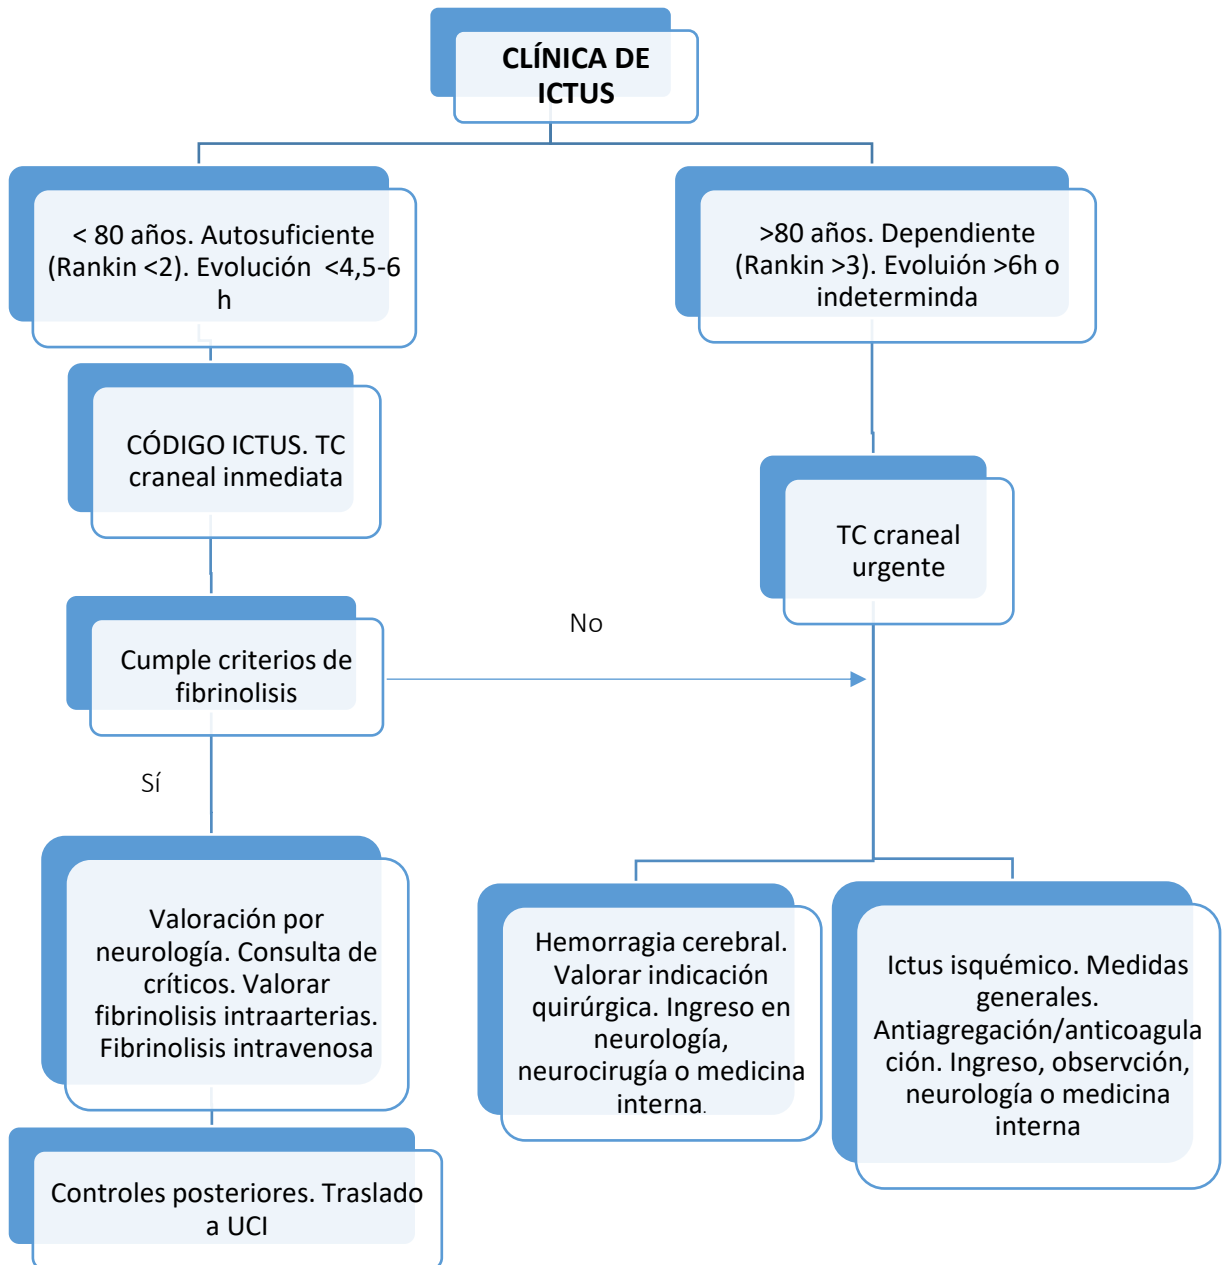 CLÍNICA DE
ICTUS
< 80 años. Autosuficiente
(Rankin <2). Evolución  <4,5-6
h
>80 años. Dependiente
(Rankin >3). Evoluión >6h o
indeterminda
CÓDIGO ICTUS. TC
craneal inmediata
TC craneal
urgente
Cumple criterios de
fibrinolisis
No
Sí
Valoración por
neurología. Consulta de
críticos. Valorar
fibrinolisis intraarterias.
Fibrinolisis intravenosa
Hemorragia cerebral.
Valorar indicación
quirúrgica. Ingreso en
neurología,
neurocirugía o medicina
interna.
Ictus isquémico. Medidas
generales.
Antiagregación/anticoagula
ción. Ingreso, observción,
neurología o medicina
interna
Controles posteriores. Traslado
a UCI